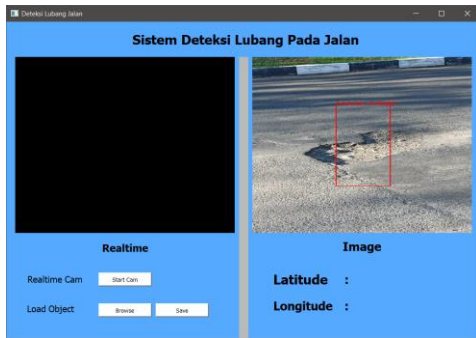 Deteksi Lubang Jalan
Sistem Deteksi Lubang Pada Jalan
Realtime
Image
Realtime Cam
Start Cam
Load Object
Browse
Save
Latitude :
Longitude :